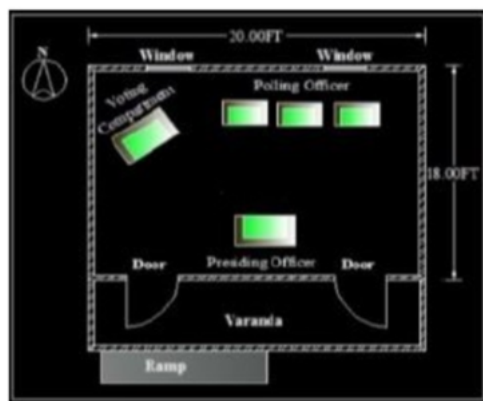 20.00FT
N
Window Window
Voting
Compartment
Polling Officer
18.00FT
Door Presiding Officer Door
Varanda
Ramp